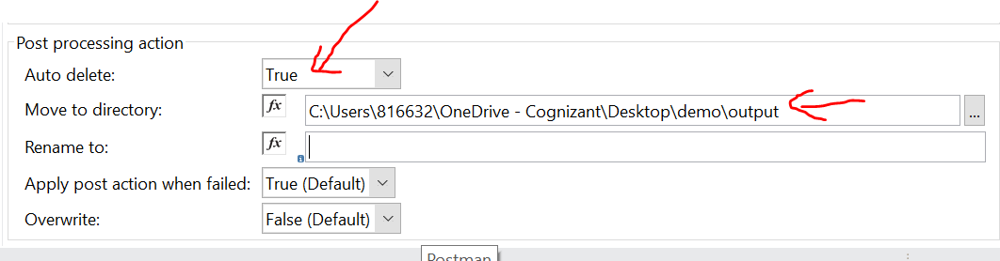 Post processing action
Auto delete: True
Move to directory: fx C:\Users\816632\OneDrive - Cognizant\Desktop\demo\output ...
Rename to: fx
i
Apply post action when failed: True (Default)
Overwrite: False (Default)
Postman